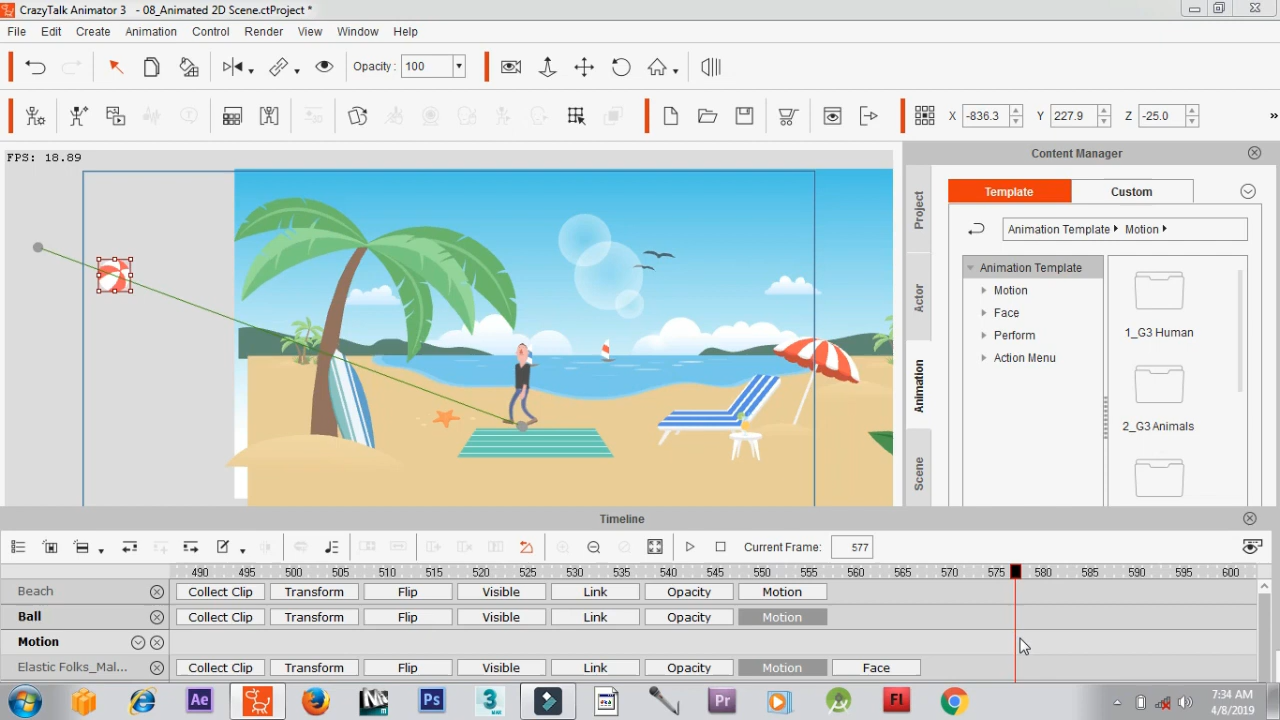 CrazyTalk Animator 3 - 08_Animated 2D Scene.ctProject *
File Edit Create Animation Control Render View Window Help
Opacity : 100
X -836.3 Y 227.9 Z -25.0 »
FPS: 18.89
Content Manager
Template Custom
Animation Template Motion
Project
Actor
Animation
Scene
Animation Template
Motion
Face
Perform
Action Menu
1_G3 Human
2_G3 Animals
Timeline
Current Frame: 577
490 495 500 505 510 515 520 525 530 535 540 545 550 555 560 565 570 575 580 585 590 595 600
Beach Collect Clip Transform Flip Visible Link Opacity Motion
Ball Collect Clip Transform Flip Visible Link Opacity Motion
Motion
Elastic Folks_Mal... Collect Clip Transform Flip Visible Link Opacity Motion Face
Ae Ps 3 Pr Fl
7:34 AM
4/8/2019